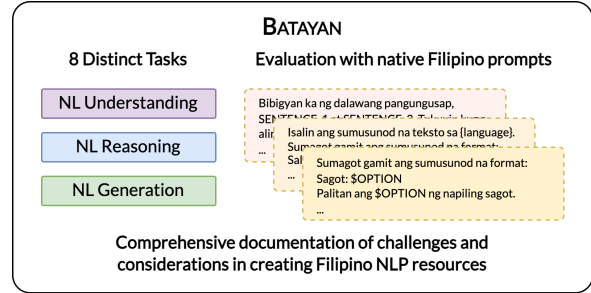 BATAYAN
8 Distinct Tasks
Evaluation with native Filipino prompts
NL Understanding
NL Reasoning
NL Generation
Bibigyan ka ng dalawang pangungusap,
SENTENCE
...
Isalin ang sumusunod na teksto sa {language}.
Sumagot gamit ang sumusunod na format:
...
Sumagot gamit ang sumusunod na format:
Sagot: $OPTION
Palitan ang $OPTION ng napiling sagot.
...
Comprehensive documentation of challenges and
considerations in creating Filipino NLP resources